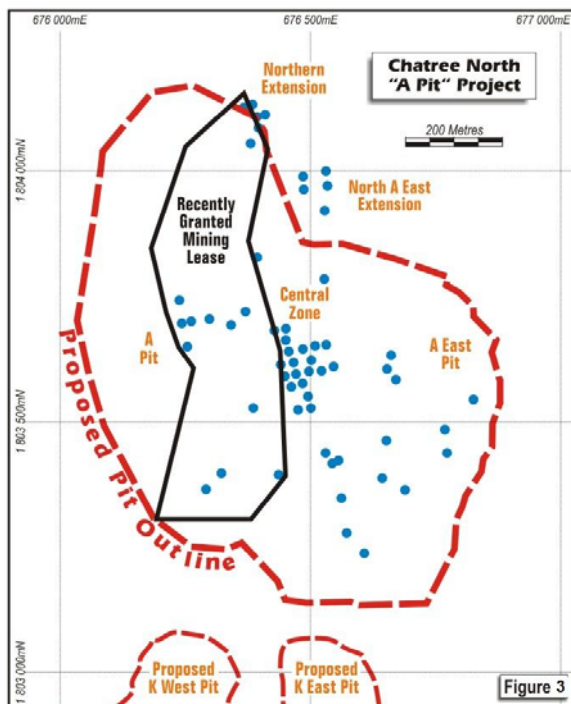 676 000mE
676 500mE
677 000mE
Chatree North
"A Pit" Project
200 Metres
Northern
Extension
1 804 000mN
North A East
Extension
Recently
Granted
Mining
Lease
Central
Zone
A
Pit
A East
Pit
Proposed Pit Outline
1 803 500mN
1 803 000mN
Proposed
K West Pit
Proposed
K East Pit
Figure 3